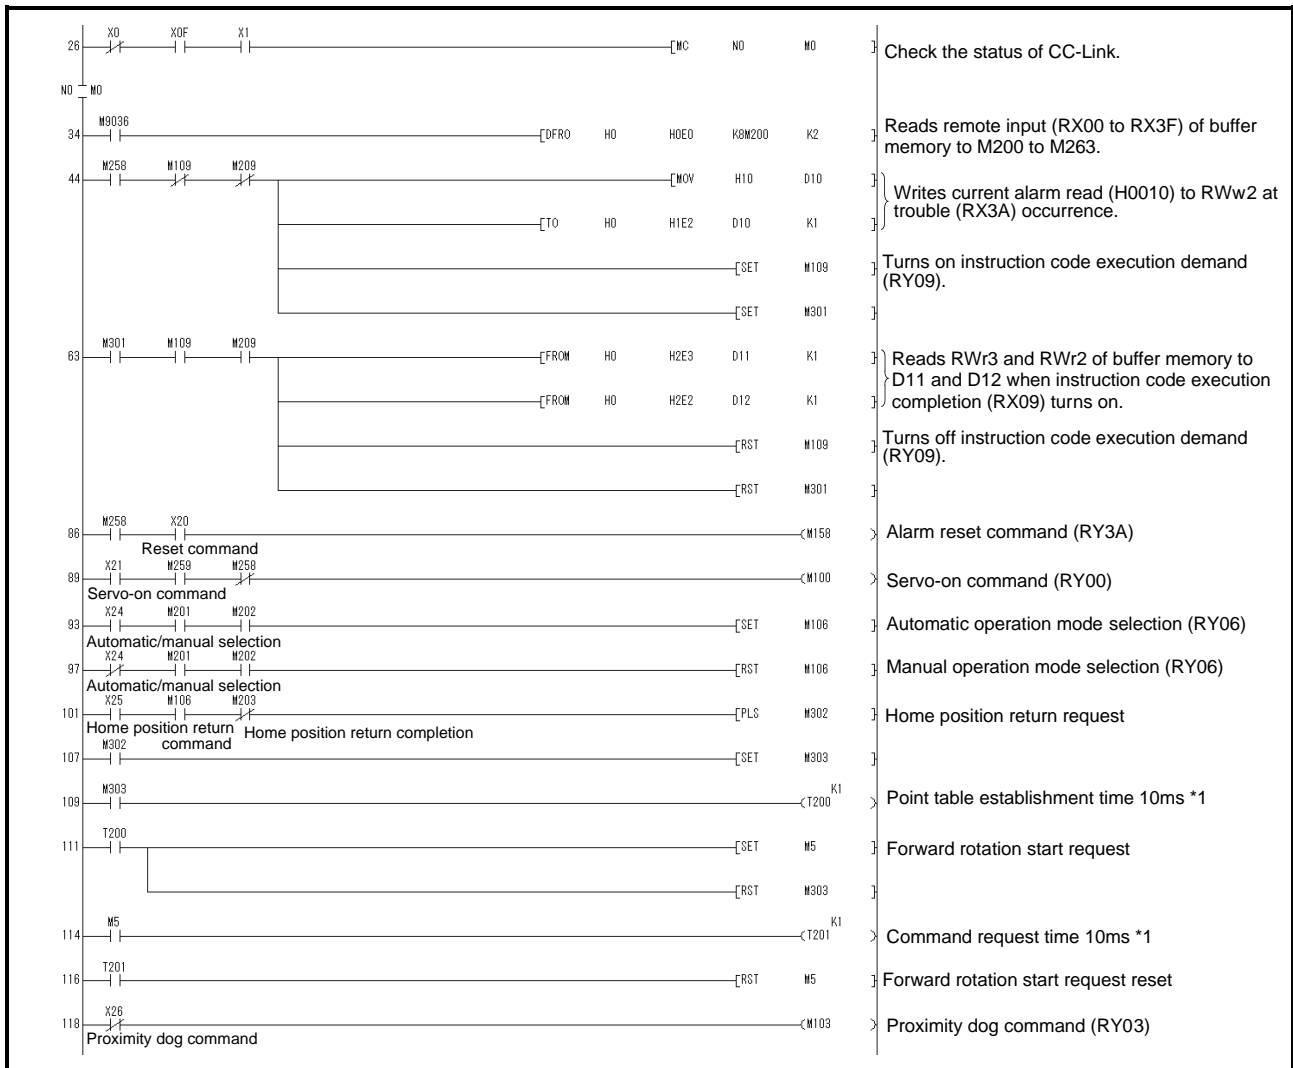 X0 X0F X1
26 MC N0 M0 Check the status of CC-Link.
N0 M0
M9036
34 DFRO H0 H0E0 K8M200 K2 Reads remote input (RX00 to RX3F) of buffer
memory to M200 to M263.
M258 M109 M209
44 MOV H10 D10
Writes current alarm read (H0010) to RWw2 at
trouble (RX3A) occurrence.
TO H0 H1E2 D10 K1
SET M109 Turns on instruction code execution demand
(RY09).
SET M301
M301 M109 M209
63 FROM H0 H2E3 D11 K1 Reads RWr3 and RWr2 of buffer memory to
D11 and D12 when instruction code execution
FROM H0 H2E2 D12 K1 completion (RX09) turns on.
RST M109 Turns off instruction code execution demand
(RY09).
RST M301
M258 X20
86 M158 Alarm reset command (RY3A)
Reset command
X21 M259 M258
89 M100 Servo-on command (RY00)
Servo-on command
X24 M201 M202
93 SET M106 Automatic operation mode selection (RY06)
Automatic/manual selection
X24 M201 M202
97 RST M106 Manual operation mode selection (RY06)
Automatic/manual selection
X25 M106 M203
101 PLS M302 Home position return request
Home position return command Home position return completion
M302
107 SET M303
M303 K1
109 T200 Point table establishment time 10ms *1
T200
111 SET M5 Forward rotation start request
RST M303
M5 K1
114 T201 Command request time 10ms *1
T201
116 RST M5 Forward rotation start request reset
X26
118 M103 Proximity dog command (RY03)
Proximity dog command